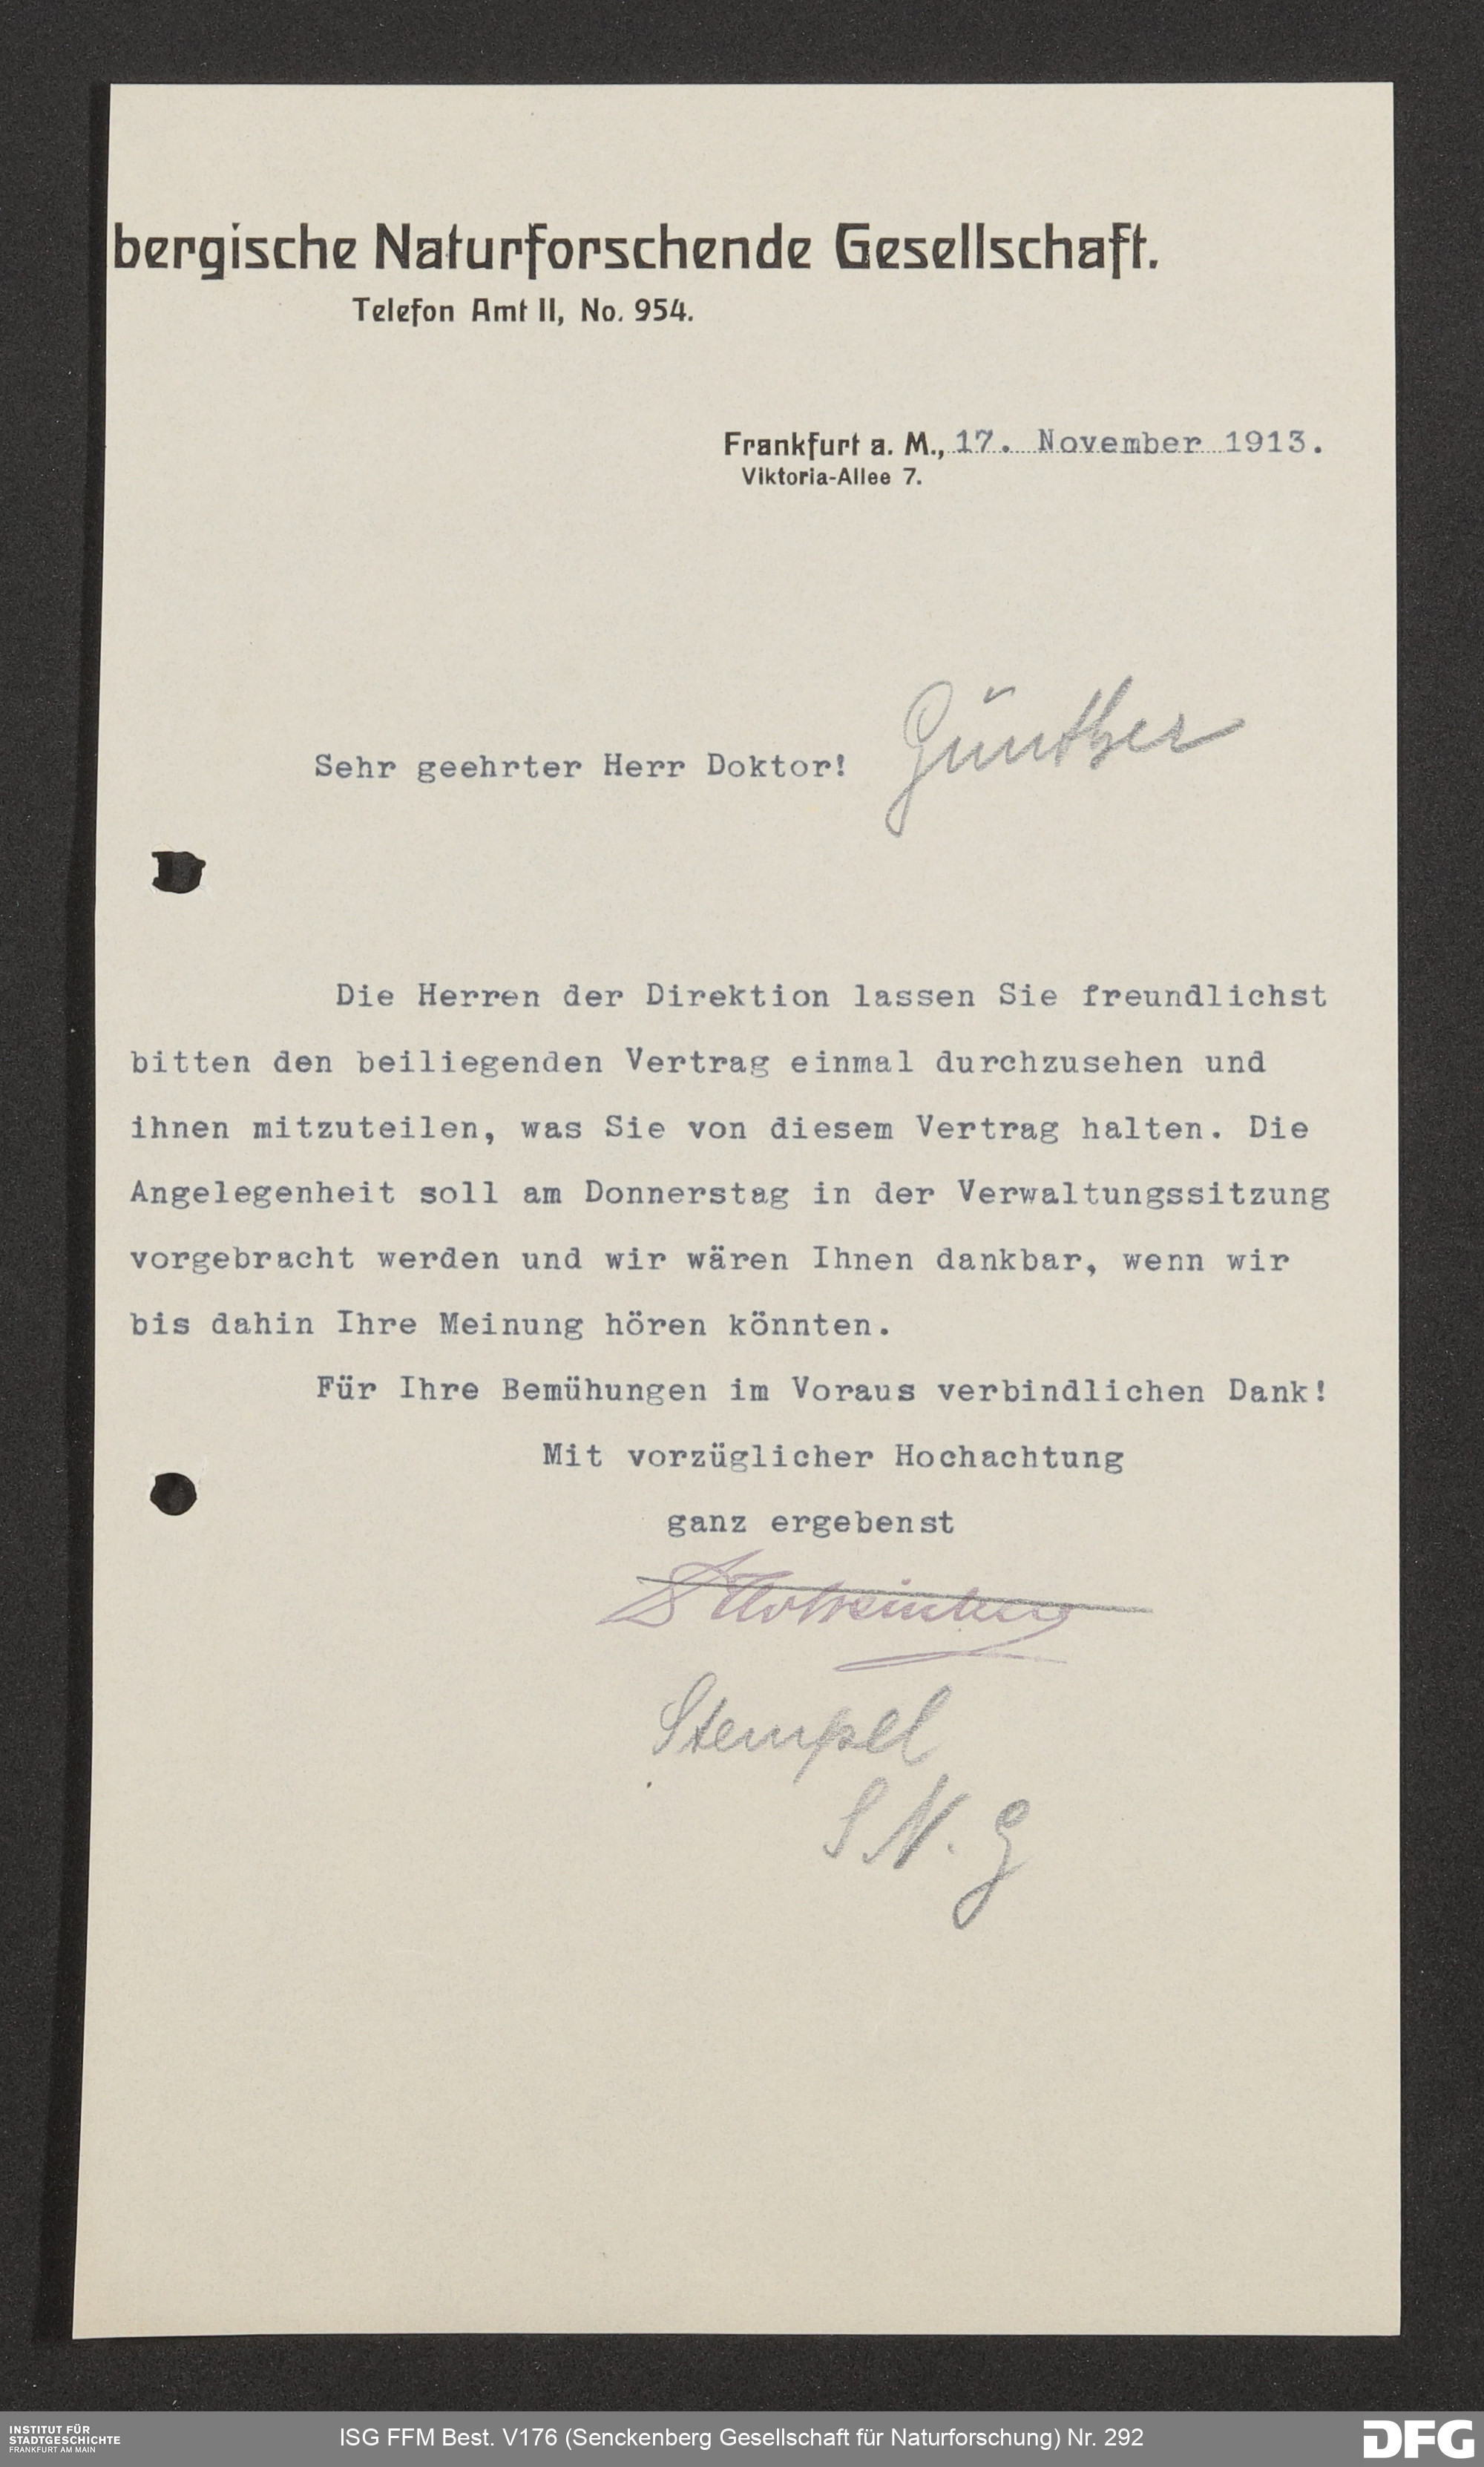 bergische Naturforschende Gesellschaft.
Telefon Amt II, No. 954.
Frankfurt a. M., 17. November 1913.
Viktoria-Allee 7.
Günther
Sehr geehrter Herr Doktor!
Die Herren der Direktion lassen Sie freundlichst
bitten den beiliegenden Vertrag einmal durchzusehen und
ihnen mitzuteilen, was Sie von diesem Vertrag halten. Die
Angelegenheit soll am Donnerstag in der Verwaltungssitzung
vorgebracht werden und wir wären Ihnen dankbar, wenn wir
bis dahin Ihre Meinung hören könnten.
Für Ihre Bemühungen im Voraus verbindlichen Dank!
Mit vorzüglicher Hochachtung
ganz ergebenst
Stempel
S.N.G
INSTITUT FÜR
STADTGESCHICHTE
FRANKFURT AM MAIN
ISG FFM Best. V176 (Senckenberg Gesellschaft für Naturforschung) Nr. 292
DFG